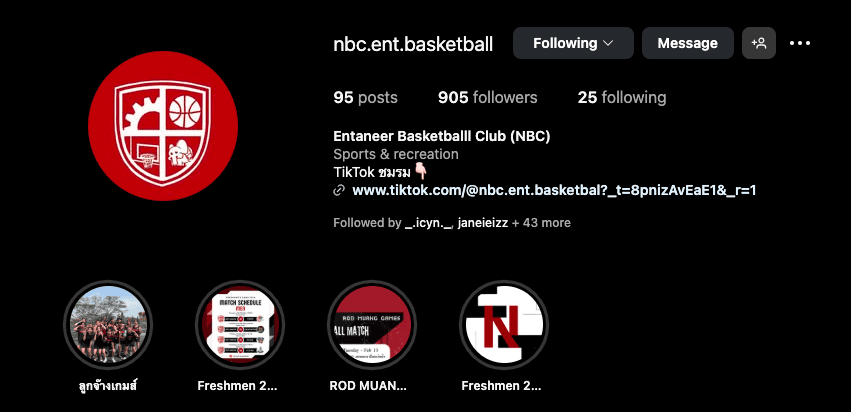 nbc.ent.basketball
Following
Message
95 posts
905 followers
25 following
Entaneer Basketballl Club (NBC)
Sports & recreation
TikTok ชมรม👇🏻
www.tiktok.com/@nbc.ent.basketbal?_t=8pnizAvEaE1&_r=1
Followed by _.icyn._, janeieizz + 43 more
MATCH SCHEDULE
MEN
ROD MUANG GAMES
ALL MATCH
N
ลูกจ้างเกมส์
Freshmen 2...
ROD MUAN...
Freshmen 2...